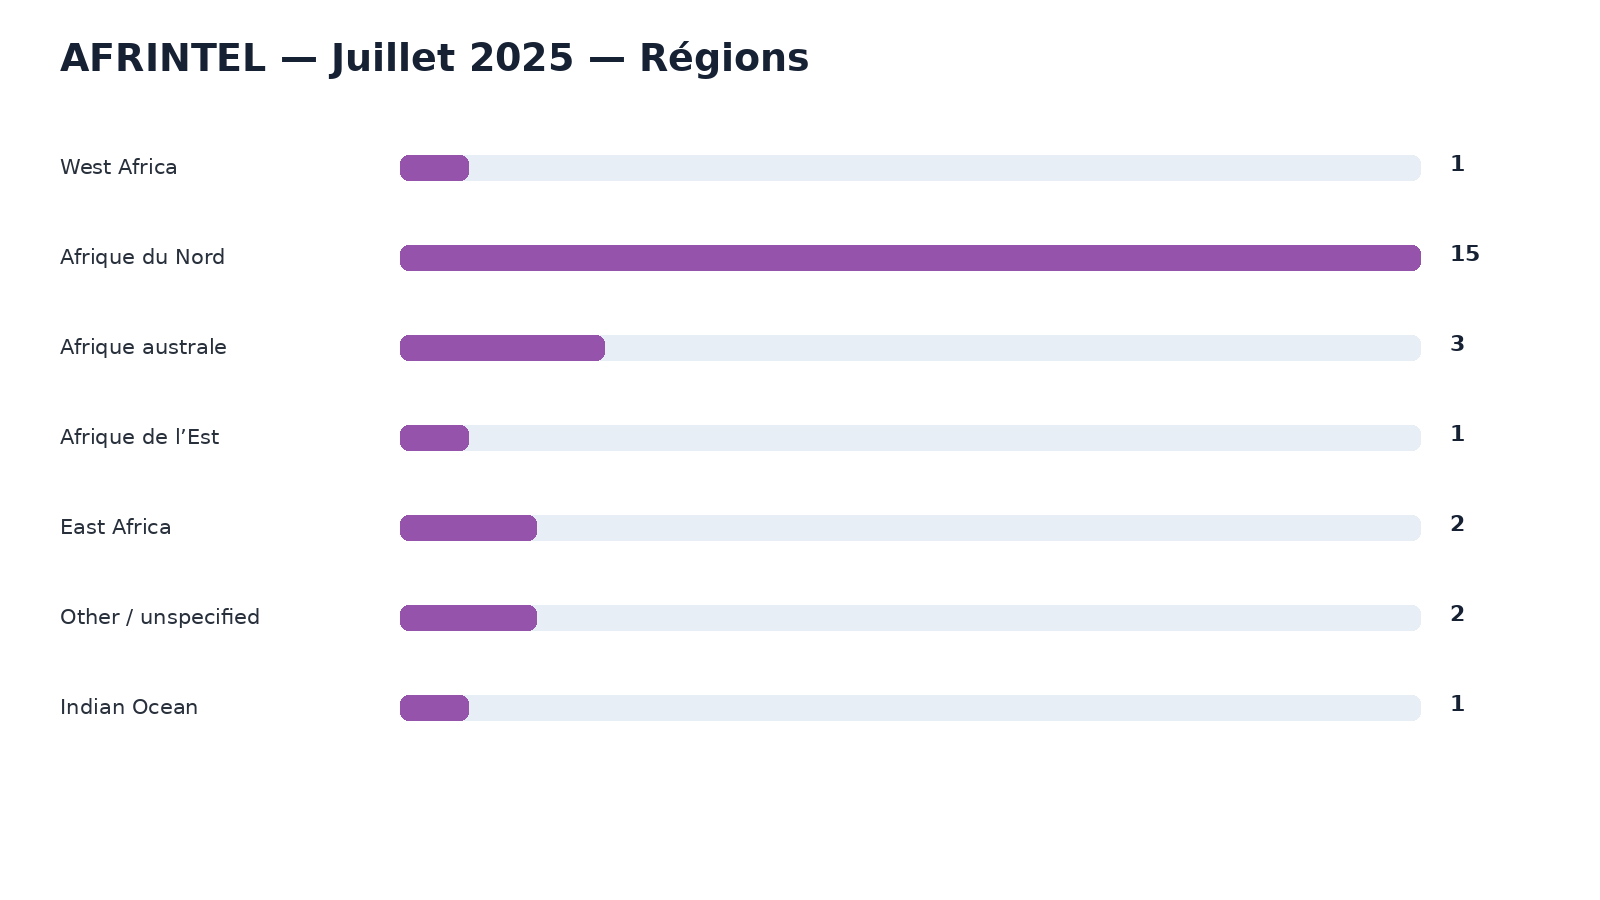 AFRINTEL — Juillet 2025 — Régions
West Africa 1
Afrique du Nord 15
Afrique australe 3
Afrique de l’Est 1
East Africa 2
Other / unspecified 2
Indian Ocean 1